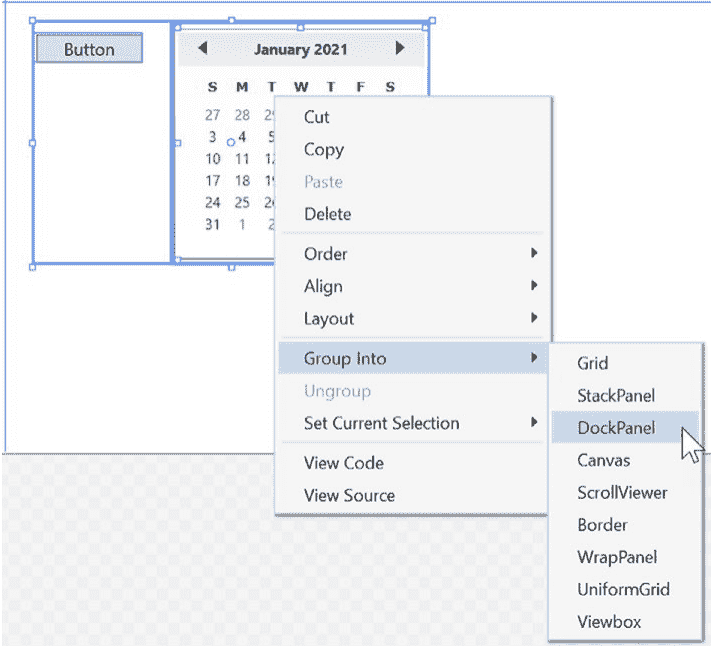 Button
January 2021
S M T W T F S
27 28
3 4 5
10 11
17 18
24 25
31 1 2
Cut
Copy
Paste
Delete
Order
Align
Layout
Group Into
Ungroup
Set Current Selection
View Code
View Source
Grid
StackPanel
DockPanel
Canvas
ScrollViewer
Border
WrapPanel
UniformGrid
Viewbox